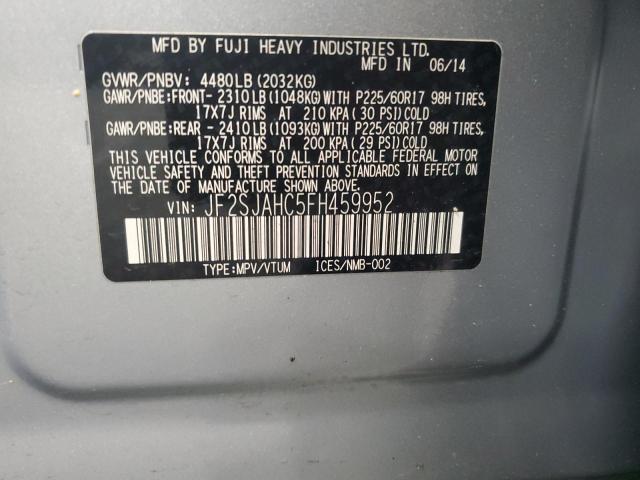 MFD BY FUJI HEAVY INDUSTRIES LTD.
MFD IN 06/14
GVWR/PNBV: 4480LB (2032KG)
GAWR/PNBE:FRONT- 2310LB (1048KG) WITH P225/60R17 98H TIRES,
17X7J RIMS AT 210 KPA ( 30 PSI) COLD
GAWR/PNBE:REAR - 2410LB (1093KG) WITH P225/60R17 98H TIRES,
17X7J RIMS AT 200 KPA ( 29 PSI) COLD
THIS VEHICLE CONFORMS TO ALL APPLICABLE FEDERAL MOTOR
VEHICLE SAFETY AND THEFT PREVENTION STANDARDS IN EFFECT ON
THE DATE OF MANUFACTURE SHOWN ABOVE.
VIN: JF2SJAHC5FH459952
TYPE:MPV/VTUM ICES/NMB-002